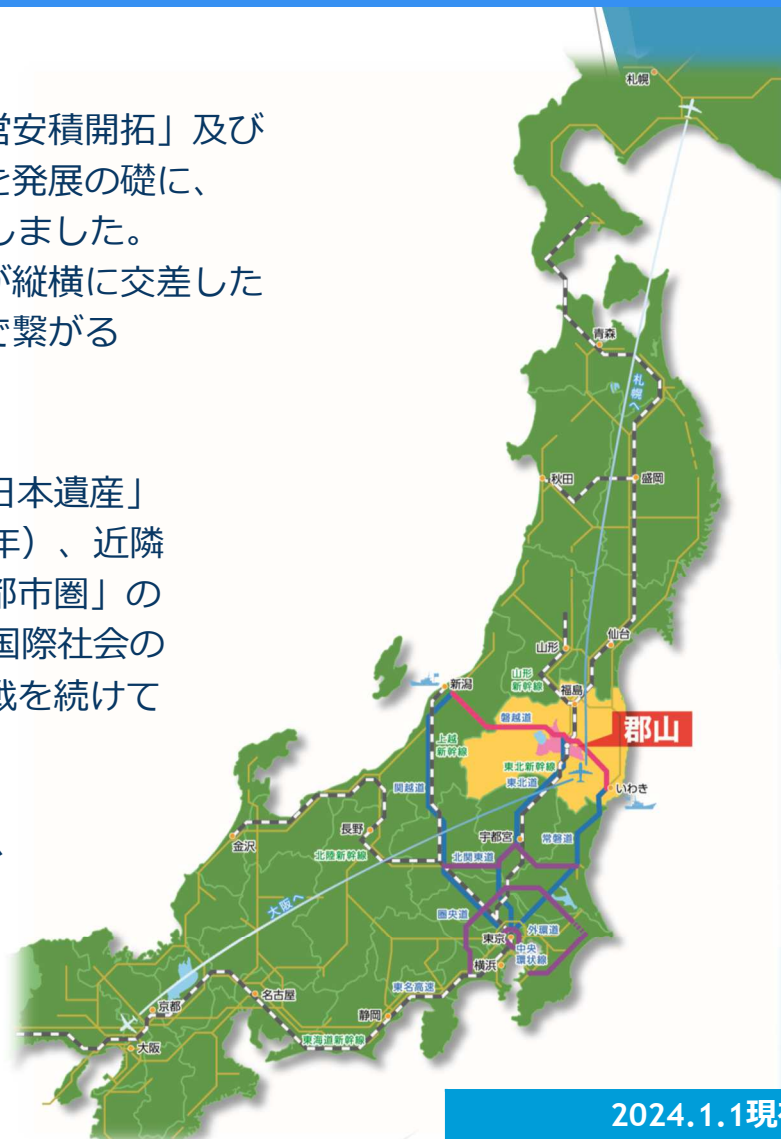 営安積開拓」及び
を発展の礎に、
しました。
が縦横に交差した
で繋がる
日本遺産」
年）、近隣
都市圏」の
国際社会の
戦を続けて
、
札幌
青森
札幌へ
秋田
盛岡
山形
仙台
山形
新幹線
福島
新潟
磐越道
郡山
上越
新幹線
東北新幹線
東北道
いわき
関越道
宇都宮
常磐道
長野
金沢
北陸新幹線
北関東道
大阪へ
圏央道
外環道
東京
中央
環状線
横浜
東名高速
名古屋
京都
静岡
大阪
東海道新幹線
2024.1.1現在